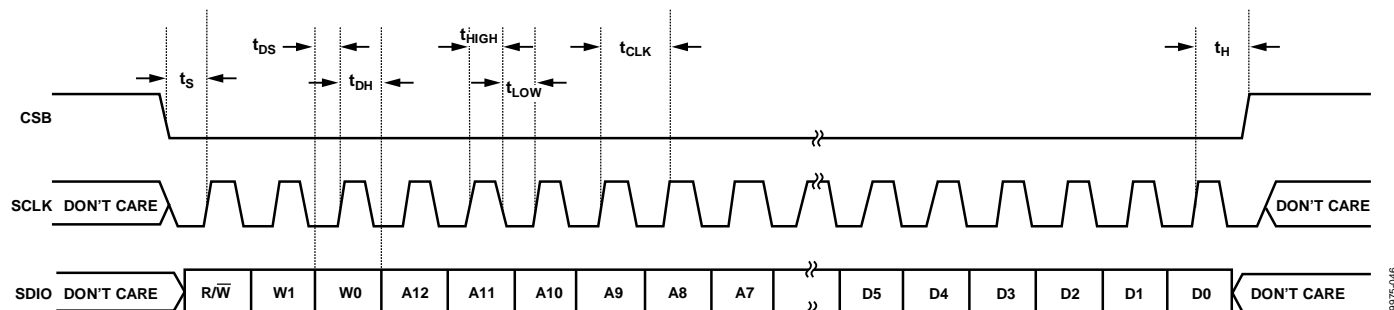 tDS
tHIGH
tCLK
tH
tS
tDH
tLOW
CSB
SCLK DON'T CARE
DON'T CARE
SDIO DON'T CARE R/W̅ W1 W0 A12 A11 A10 A9 A8 A7 D5 D4 D3 D2 D1 D0 DON'T CARE